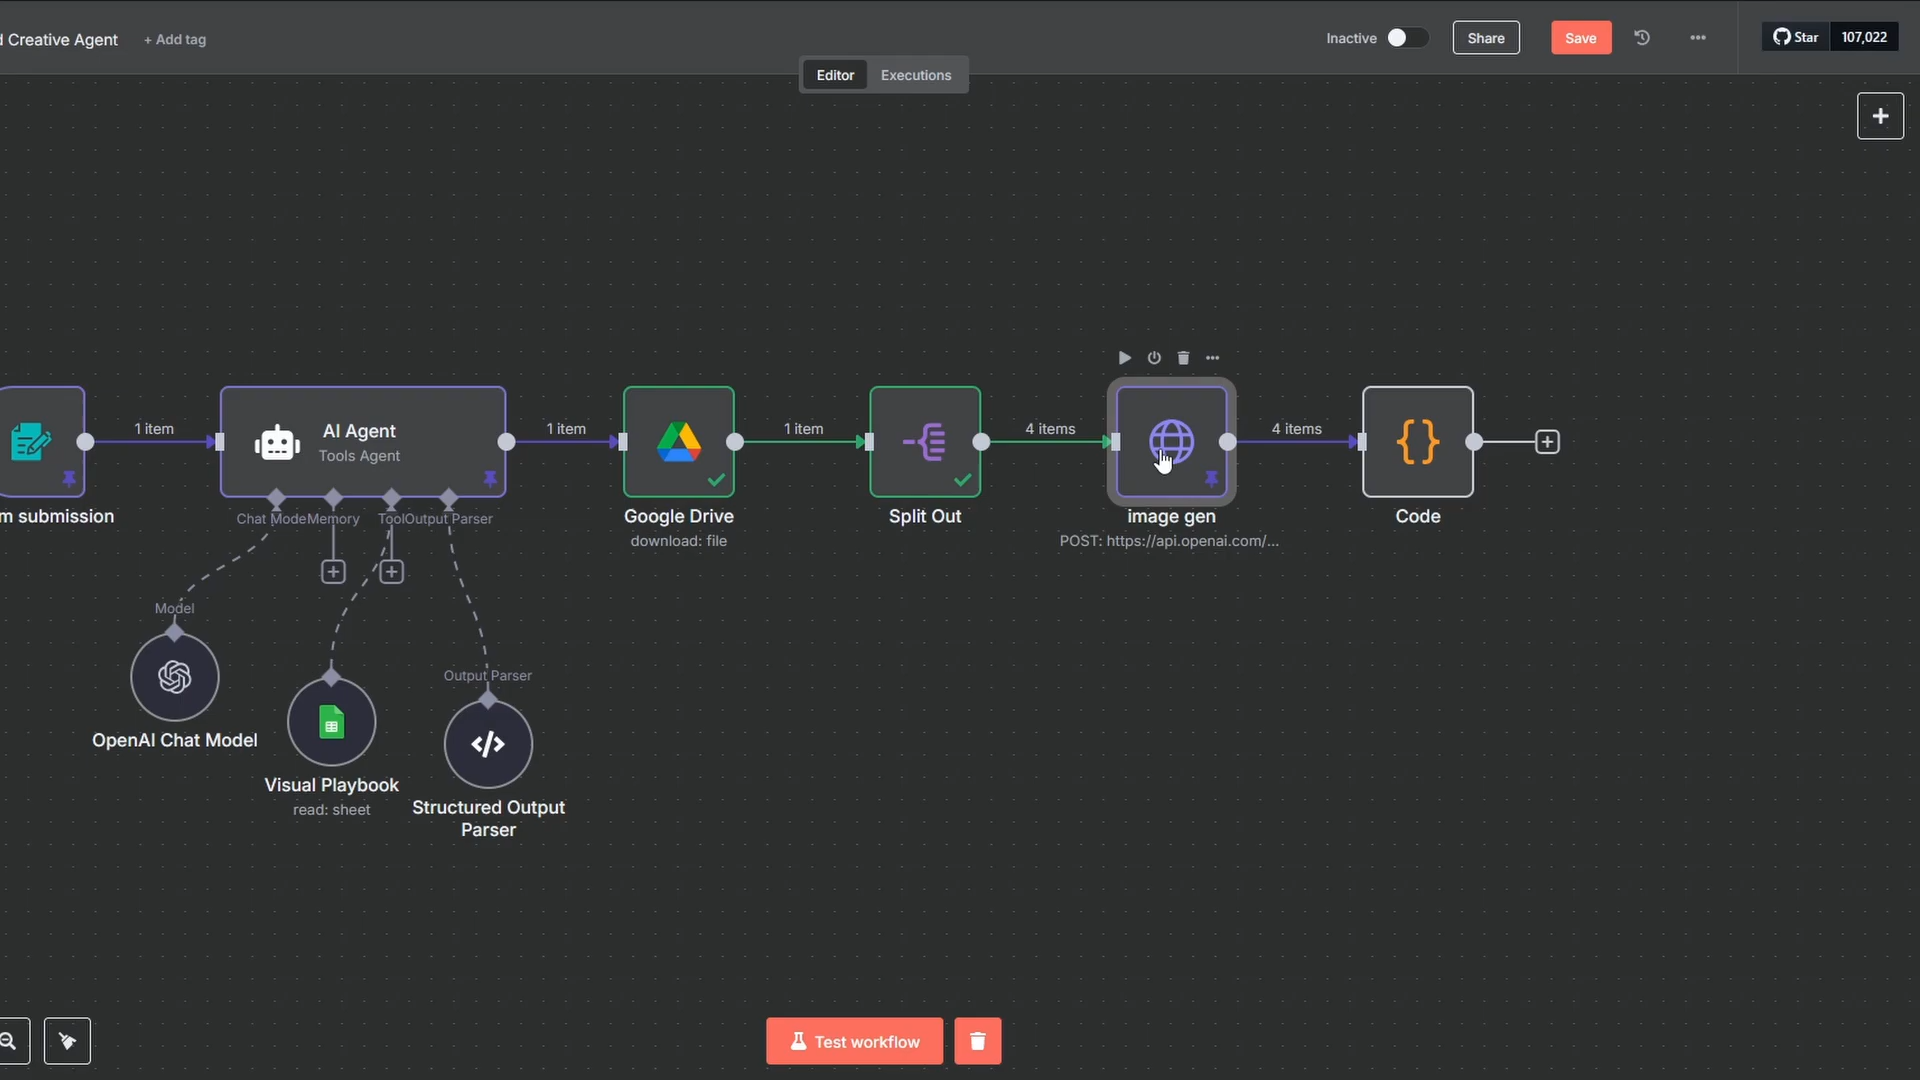 Creative Agent
+ Add tag
Inactive
Share
Save
Star
107,022
Editor
Executions
1 item
AI Agent
Tools Agent
1 item
1 item
4 items
4 items
m submission
Chat Mode
Memory
Tool
Output Parser
Google Drive
download: file
Split Out
image gen
POST: https://api.openai.com/...
Code
Model
OpenAI Chat Model
Visual Playbook
read: sheet
Output Parser
Structured Output
Parser
Test workflow